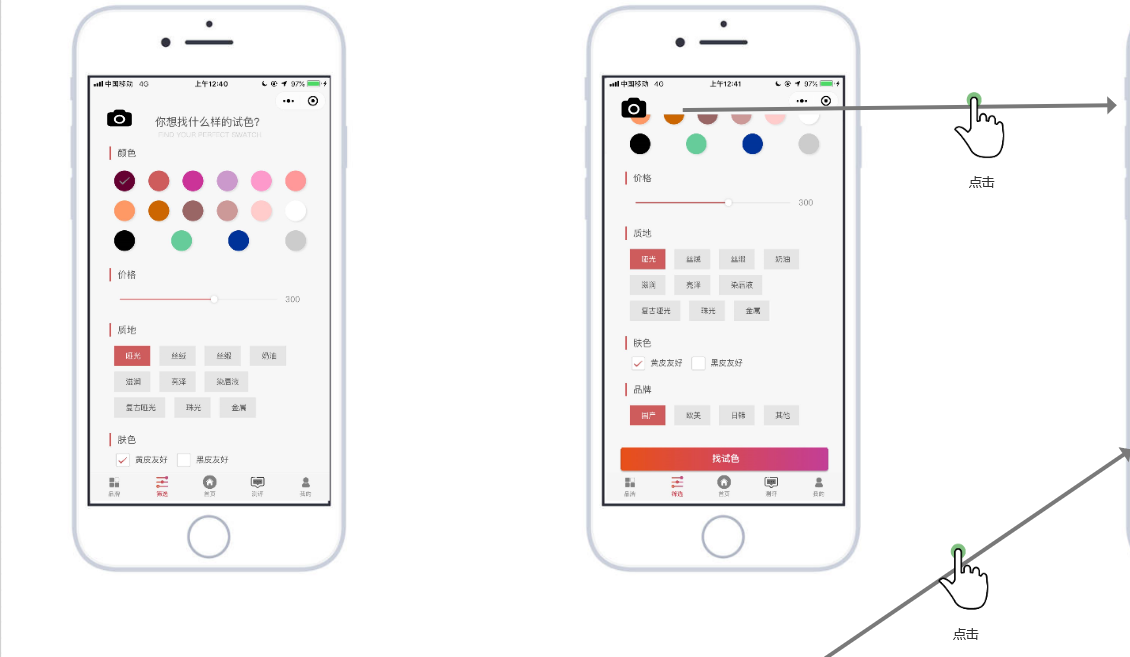 中国移动 4G 上午12:40 97%
你想找什么样的试色?
FIND YOUR PERFECT SWATCH
颜色
价格
300
质地
哑光 丝绒 丝缎 奶油
滋润 亮泽 染唇液
复古哑光 珠光 金属
肤色
黄皮友好 黑皮友好
品牌 筛选 首页 测评 我的
中国移动 4G 上午12:41 97%
价格
300
质地
哑光 丝绒 丝缎 奶油
滋润 亮泽 染唇液
复古哑光 珠光 金属
肤色
黄皮友好 黑皮友好
品牌
国产 欧美 日韩 其他
找试色
品牌 筛选 首页 测评 我的
点击
点击